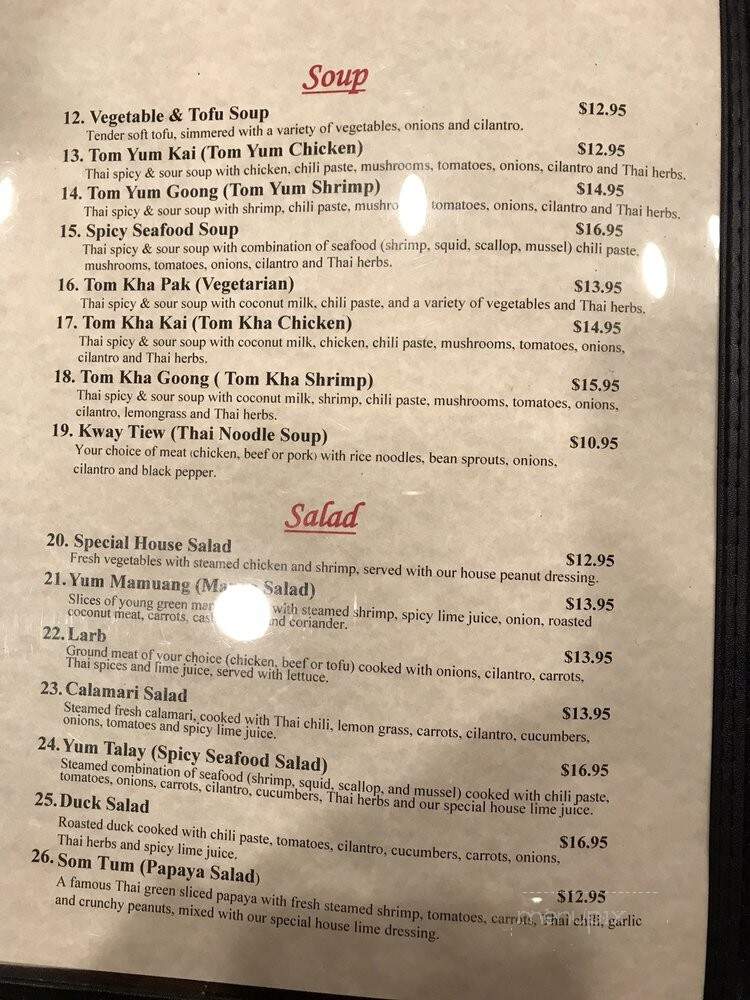 Soup
12. Vegetable & Tofu Soup $12.95
Tender soft tofu, simmered with a variety of vegetables, onions and cilantro.
13. Tom Yum Kai (Tom Yum Chicken) $12.95
Thai spicy & sour soup with chicken, chili paste, mushrooms, tomatoes, onions, cilantro and Thai herbs.
14. Tom Yum Goong (Tom Yum Shrimp) $14.95
Thai spicy & sour soup with shrimp, chili paste, mushro tomatoes, onions, cilantro and Thai herbs.
15. Spicy Seafood Soup $16.95
Thai spicy & sour soup with combination of seafood (shrimp, squid, scallop, mussel) chili paste,
mushrooms, tomatoes, onions, cilantro and Thai herbs.
16. Tom Kha Pak (Vegetarian) $13.95
Thai spicy & sour soup with coconut milk, chili paste, and a variety of vegetables and Thai herbs.
17. Tom Kha Kai (Tom Kha Chicken) $14.95
Thai spicy & sour soup with coconut milk, chicken, chili paste, mushrooms, tomatoes, onions,
cilantro and Thai herbs.
18. Tom Kha Goong ( Tom Kha Shrimp) $15.95
Thai spicy & sour soup with coconut milk, shrimp, chili paste, mushrooms, tomatoes, onions,
cilantro, lemongrass and Thai herbs.
19. Kway Tiew (Thai Noodle Soup) $10.95
Your choice of meat (chicken, beef or pork) with rice noodles, bean sprouts, onions,
cilantro and black pepper.
Salad
20. Special House Salad $12.95
Fresh vegetables with steamed chicken and shrimp, served with our house peanut dressing.
21. Yum Mamuang (Mango Salad) $13.95
Slices of young green with steamed shrimp, spicy lime juice, onion, roasted
coconut meat, carrots, and coriander.
22. Larb $13.95
Ground meat of your choice (chicken, beef or tofu) cooked with onions, cilantro, carrots,
Thai spices and lime juice, served with lettuce.
23. Calamari Salad $13.95
Steamed fresh calamari, cooked with Thai chili, lemon grass, carrots, cilantro, cucumbers,
onions, tomatoes and spicy lime juice.
24. Yum Talay (Spicy Seafood Salad) $16.95
Steamed combination of seafood (shrimp, squid, scallop, and mussel) cooked with chili paste,
tomatoes, onions, carrots, cilantro, cucumbers, Thai herbs and our special house lime juice.
25. Duck Salad $16.95
Roasted duck cooked with chili paste, tomatoes, cilantro, cucumbers, carrots, onions,
Thai herbs and spicy lime juice.
26. Som Tum (Papaya Salad) $12.95
A famous Thai green sliced papaya with fresh steamed shrimp, tomatoes, carrots, Thai chili, garlic
and crunchy peanuts, mixed with our special house lime dressing.